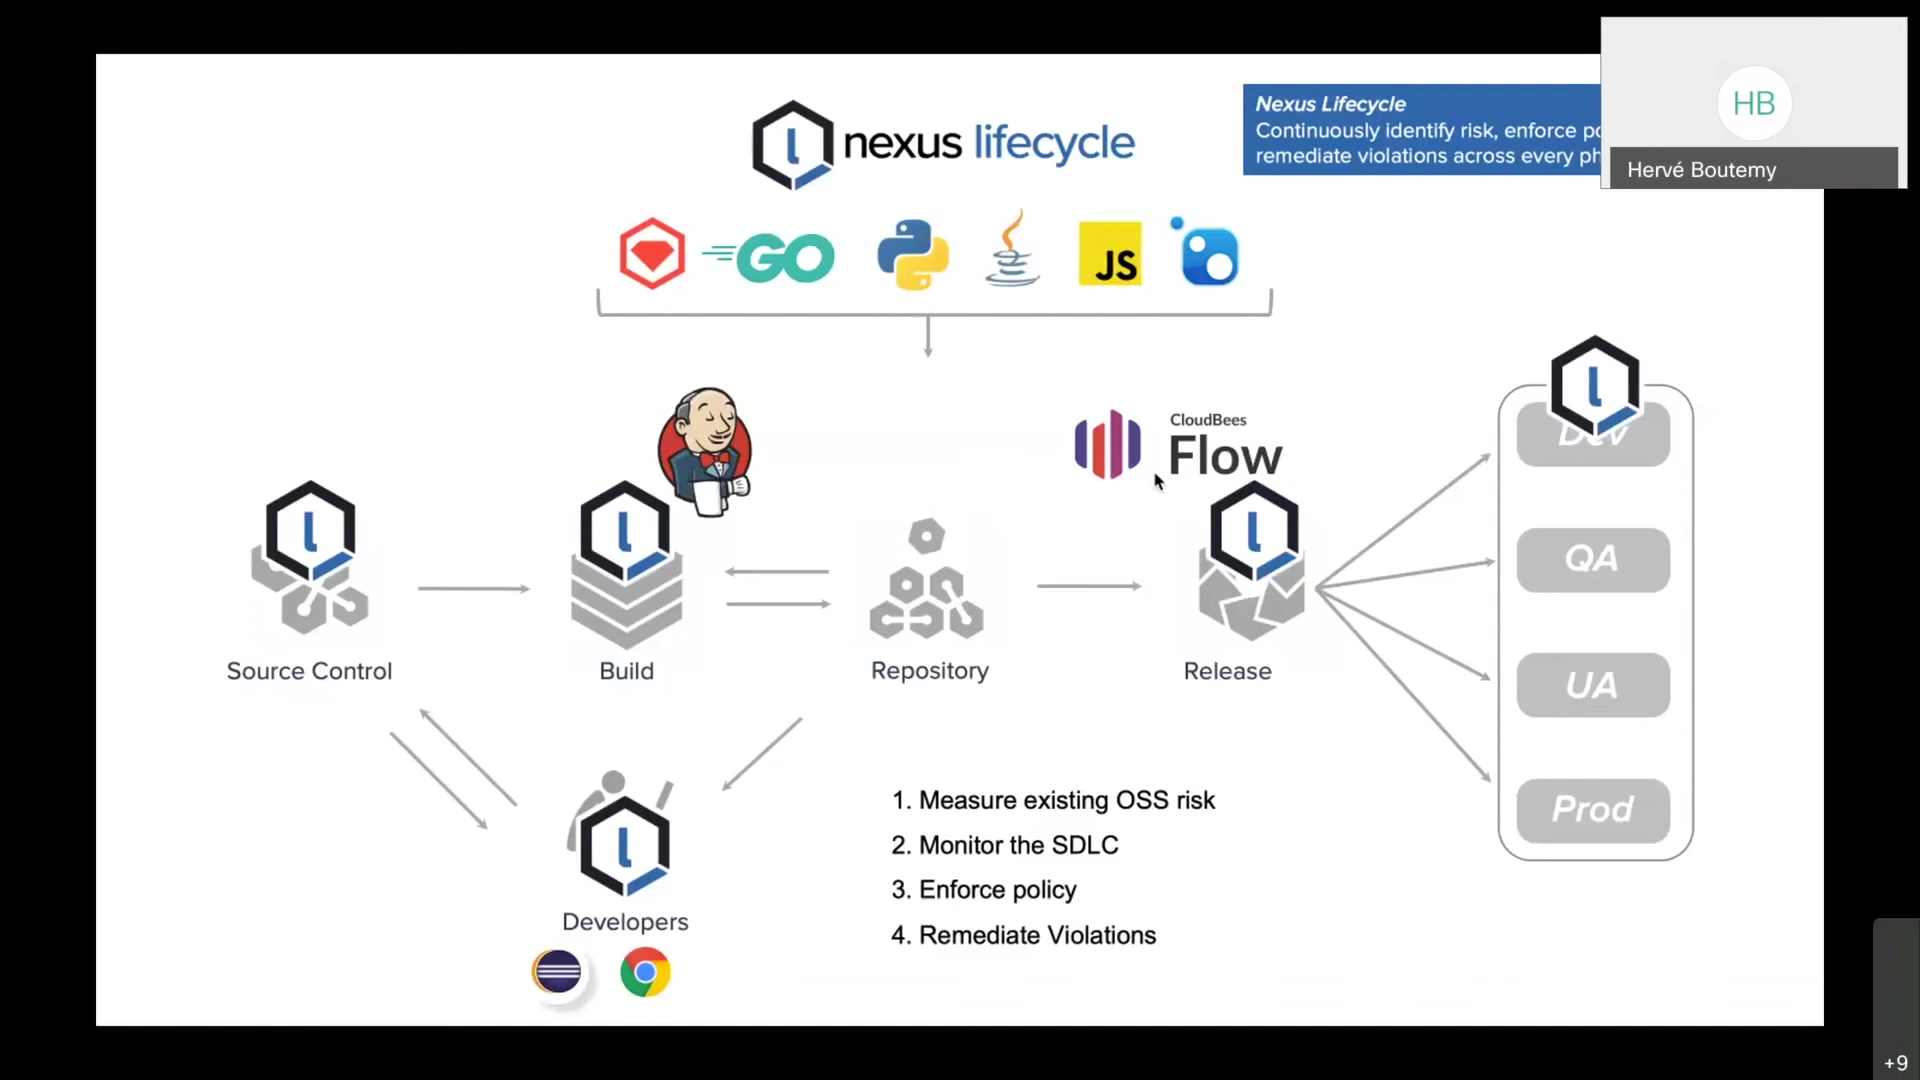 nexus lifecycle
Nexus Lifecycle
Continuously identify risk, enforce
remediate violations across every
HB
Hervé Boutemy
GO
JS
CloudBees
Flow
Dev
QA
UA
Prod
Source Control
Build
Repository
Release
Developers
1. Measure existing OSS risk
2. Monitor the SDLC
3. Enforce policy
4. Remediate Violations
+9